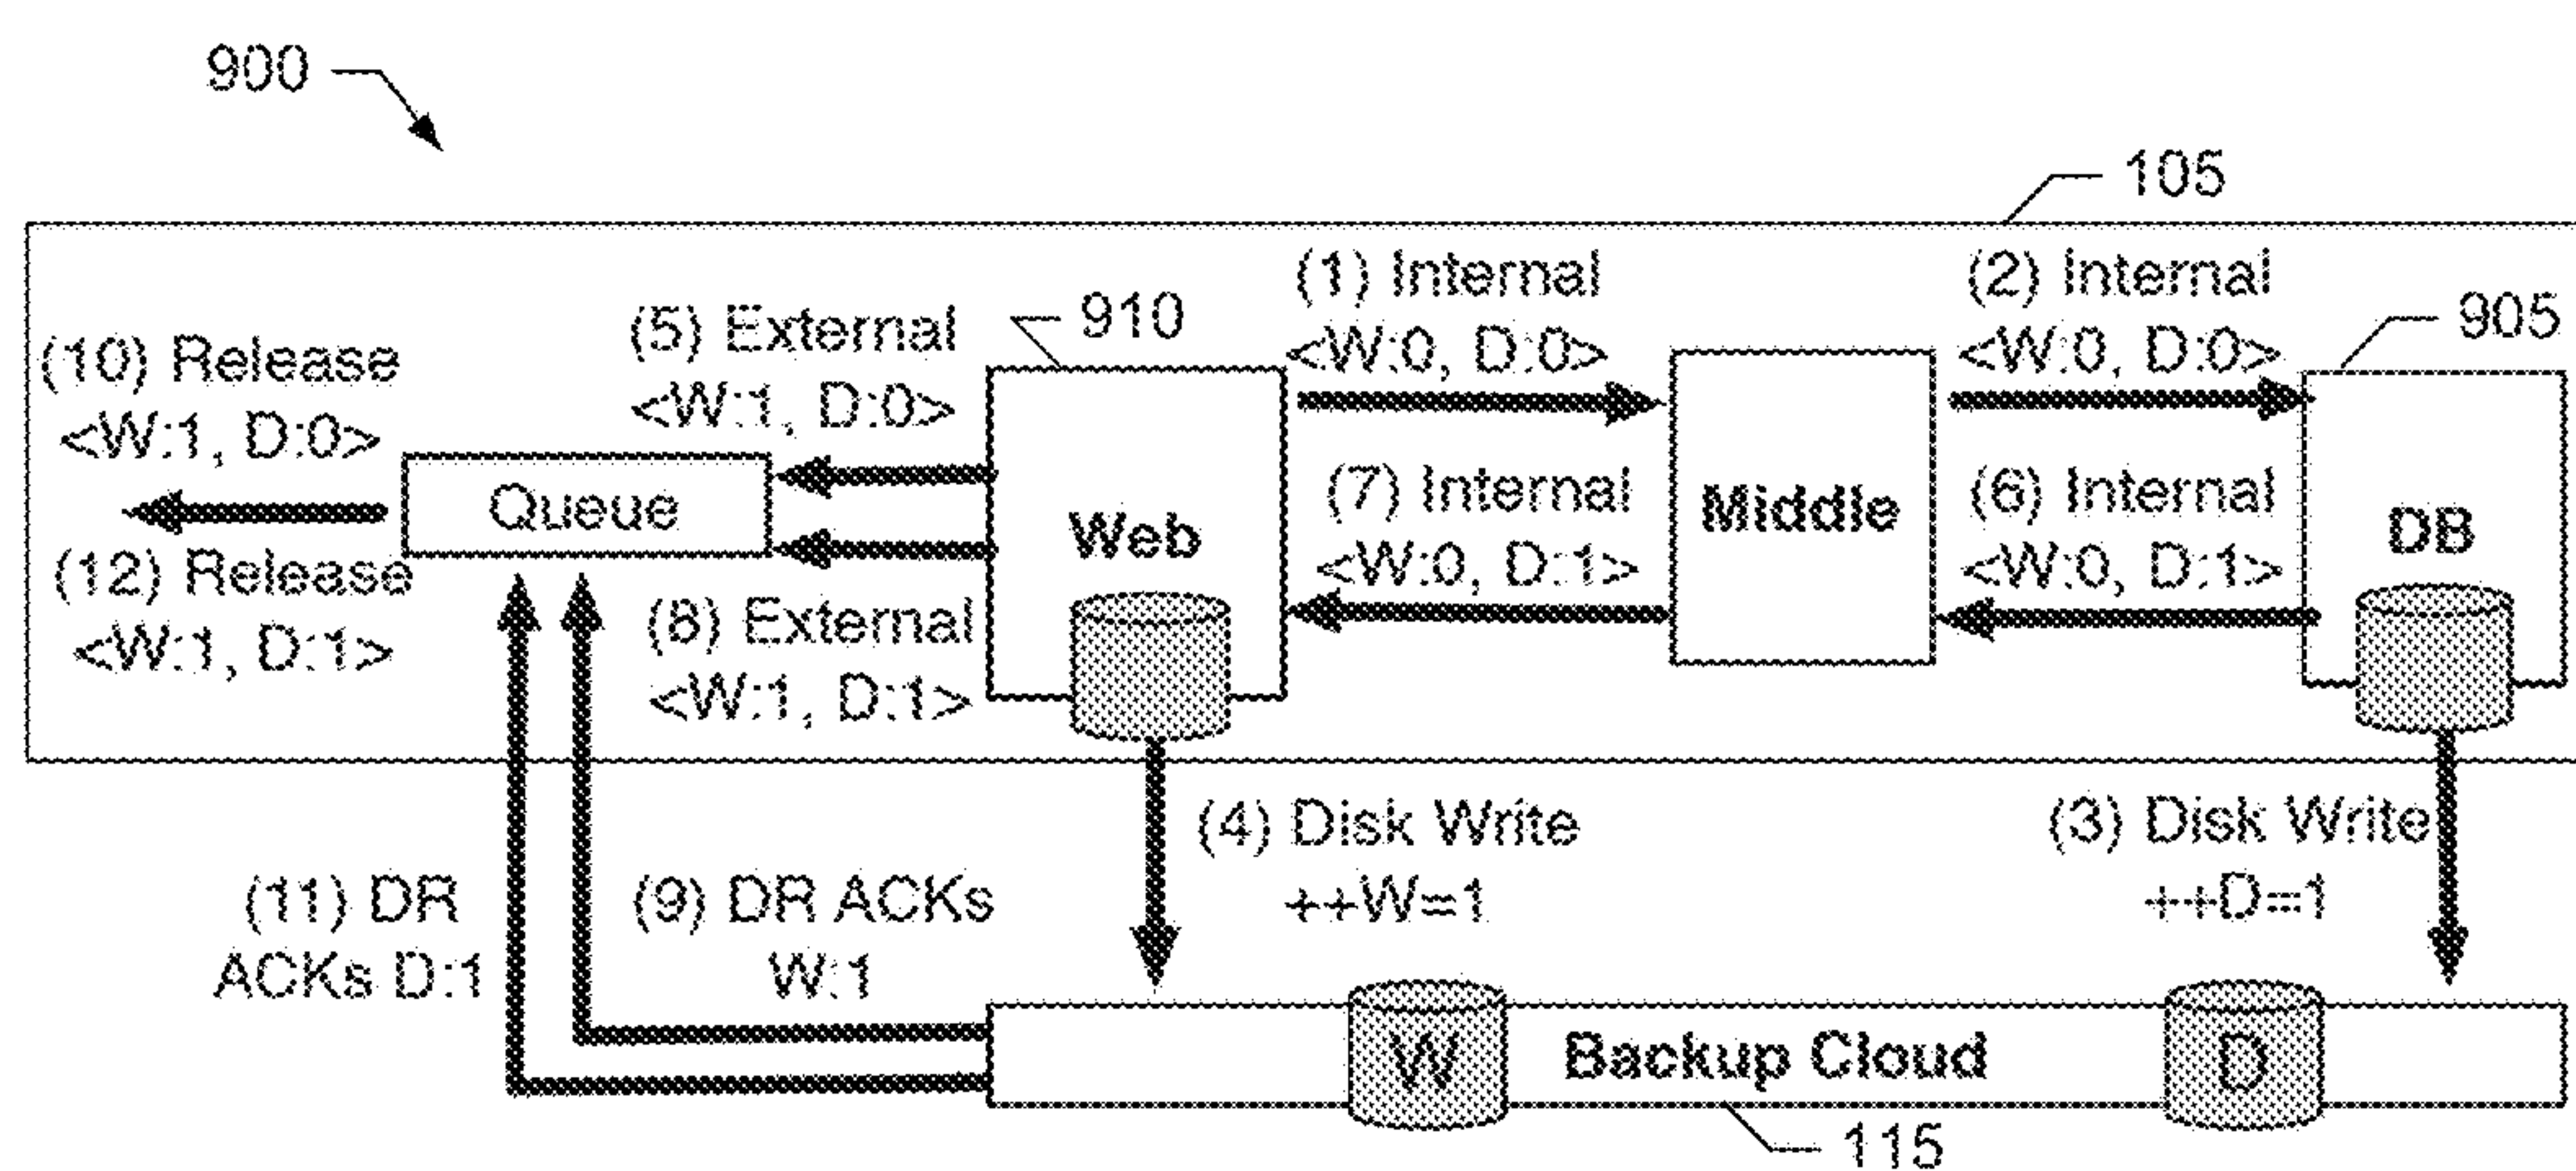 900
105
(1) Internal
<W:0, D:0>
(2) Internal
<W:0, D:0>
910
905
(5) External
<W:1, D:0>
(10) Release
<W:1, D:0>
Queue
(12) Release
<W:1, D:1>
(8) External
<W:1, D:1>
Web
(7) Internal
<W:0, D:1>
Middle
(6) Internal
<W:0, D:1>
DB
(4) Disk Write
++W=1
(3) Disk Write
++D=1
(11) DR
ACKs D:1
(9) DR ACKs
W:1
W
Backup Cloud
D
115